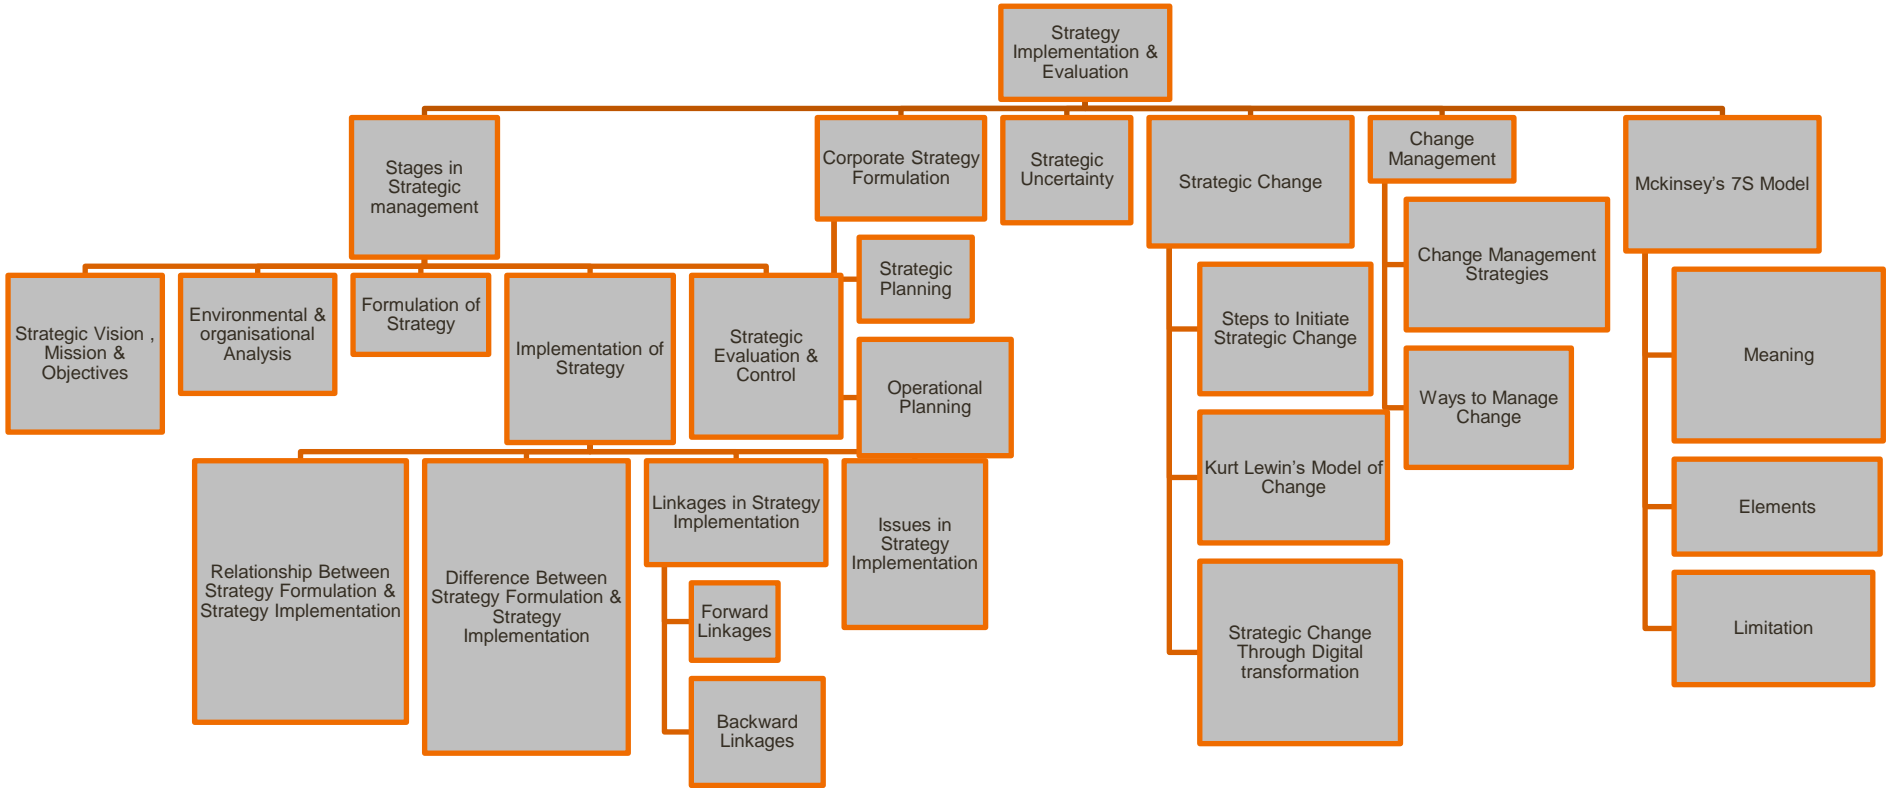 Strategy
Implementation &
Evaluation
Stages in
Strategic
management
Corporate Strategy
Formulation
Strategic
Uncertainty
Strategic Change
Change
Management
Mckinsey's 7S Model
Strategic Vision ,
Mission &
Objectives
Environmental &
organisational
Analysis
Formulation of
Strategy
Implementation of
Strategy
Strategic
Evaluation &
Control
Strategic
Planning
Operational
Planning
Steps to Initiate
Strategic Change
Kurt Lewin's Model of
Change
Strategic Change
Through Digital
transformation
Change Management
Strategies
Ways to Manage
Change
Meaning
Elements
Limitation
Relationship Between
Strategy Formulation &
Strategy Implementation
Difference Between
Strategy Formulation &
Strategy
Implementation
Linkages in Strategy
Implementation
Issues in
Strategy
Implementation
Forward
Linkages
Backward
Linkages